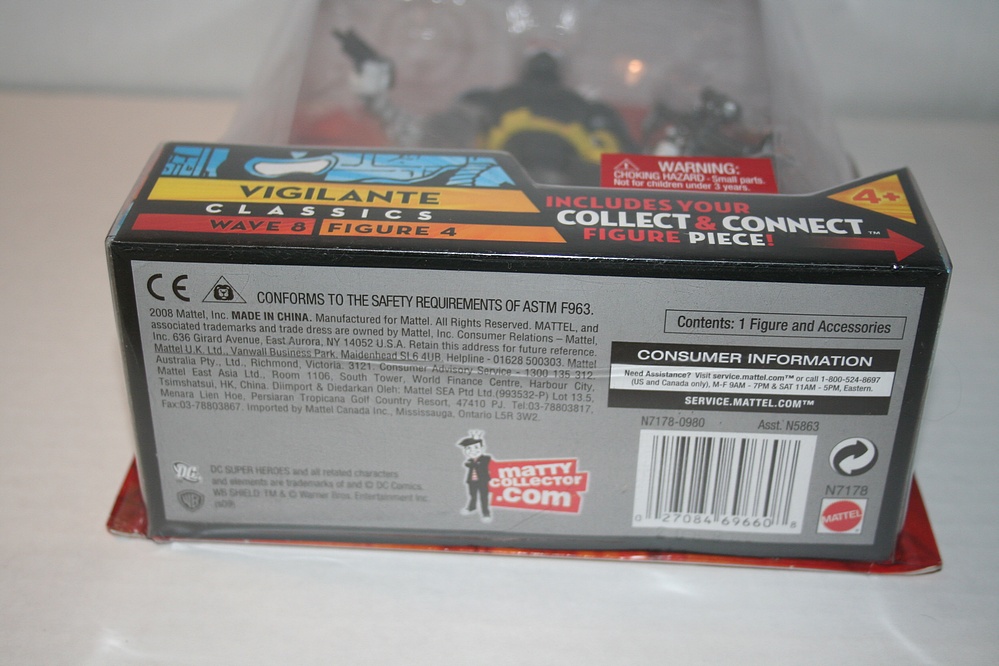 WARNING:
CHOKING HAZARD - Small parts.
Not for children under 3 years.
VIGILANTE
CLASSICS
WAVE 8 | FIGURE 4
INCLUDES YOUR
COLLECT & CONNECT™
FIGURE PIECE!
4+
CE
CONFORMS TO THE SAFETY REQUIREMENTS OF ASTM F963.
2008 Mattel, Inc. MADE IN CHINA. Manufactured for Mattel. All Rights Reserved. MATTEL, and
associated trademarks and trade dress are owned by Mattel, Inc. Consumer Relations – Mattel,
Inc. 636 Girard Avenue, East Aurora, NY 14052 U.S.A. Retain this address for future reference.
Mattel U.K. Ltd., Vanwall Business Park, Maidenhead SL6 4UB. Helpline - 01628 500303. Mattel
Australia Pty., Ltd., Richmond, Victoria. 3121. Consumer Advisory Service - 1300 135 312.
Mattel East Asia Ltd., Room 1106, South Tower, World Finance Centre, Harbour City,
Tsimshatsui, HK, China. Diimport & Diedarkan Oleh: Mattel SEA Ptd Ltd.(993532-P) Lot 13.5,
Menara Lien Hoe, Persiaran Tropicana Golf Country Resort, 47410 PJ. Tel:03-78803817,
Fax:03-78803867. Imported by Mattel Canada Inc., Mississauga, Ontario L5R 3W2.
Contents: 1 Figure and Accessories
CONSUMER INFORMATION
Need Assistance? Visit service.mattel.com™ or call 1-800-524-8697
(US and Canada only), M-F 9AM - 7PM & SAT 11AM - 5PM, Eastern.
SERVICE.MATTEL.COM™
N7178-0980 Asst. N5863
0 27084 69660 8
N7178
MATTEL
DC
DC SUPER HEROES and all related characters
and elements are trademarks of and © DC Comics.
WB SHIELD: TM & © Warner Bros. Entertainment Inc.
(s08)
matty
COLLECTOR
.com